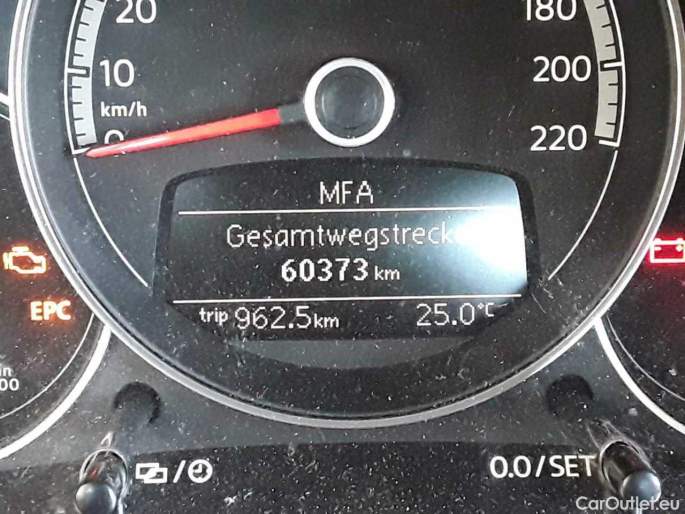 20
180
10
200
km/h
0
220
MFA
Gesamtwegstreck
60373 km
EPC
trip 962.5 km 25.0°C
0.0/SET
CarOutlet.eu